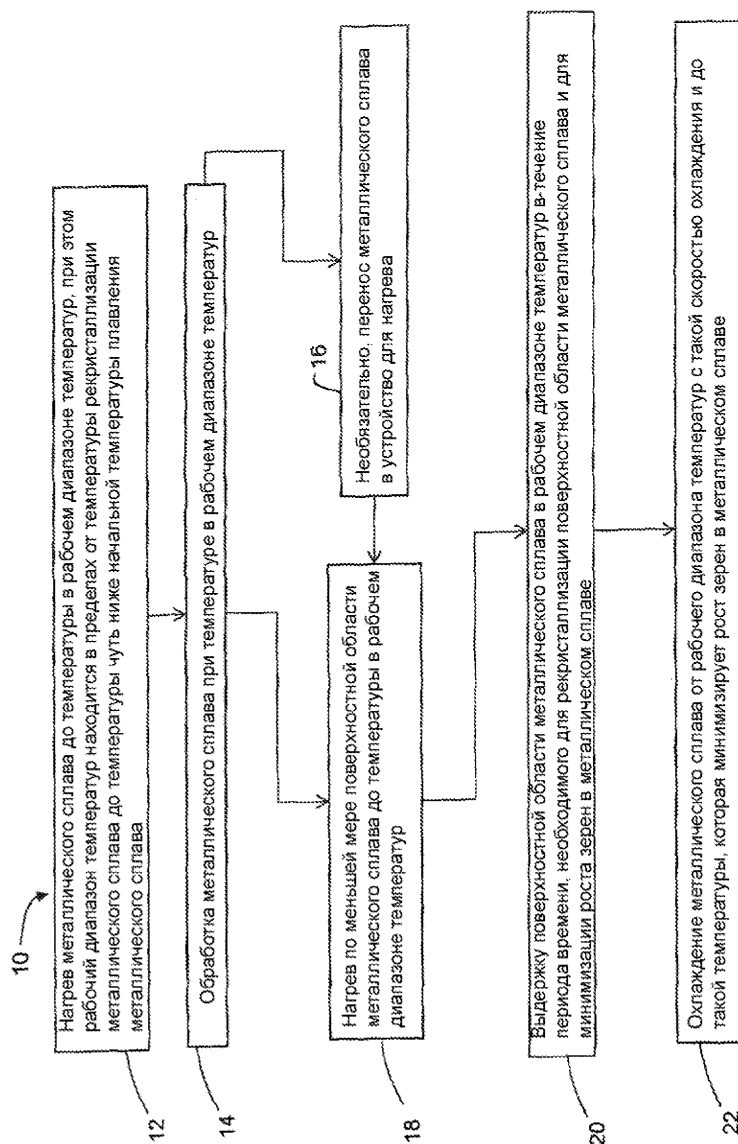 10
12
Нагрев металлического сплава до температуры в рабочем диапазоне температур, при этом
рабочий диапазон температур находится в пределах от температуры рекристаллизации
металлического сплава до температуры чуть ниже начальной температуры плавления
металлического сплава
14
Обработка металлического сплава при температуре в рабочем диапазоне температур
16
Необязательно, перенос металлического сплава
в устройство для нагрева
18
Нагрев по меньшей мере поверхностной области
металлического сплава до температуры в рабочем
диапазоне температур
20
Выдержку поверхностной области металлического сплава в рабочем диапазоне температур в течение
периода времени, необходимого для рекристаллизации поверхностной области металлического сплава и для
минимизации роста зерен в металлическом сплаве
22
Охлаждение металлического сплава от рабочего диапазона температур с такой скоростью охлаждения и до
такой температуры, которая минимизирует рост зерен в металлическом сплаве